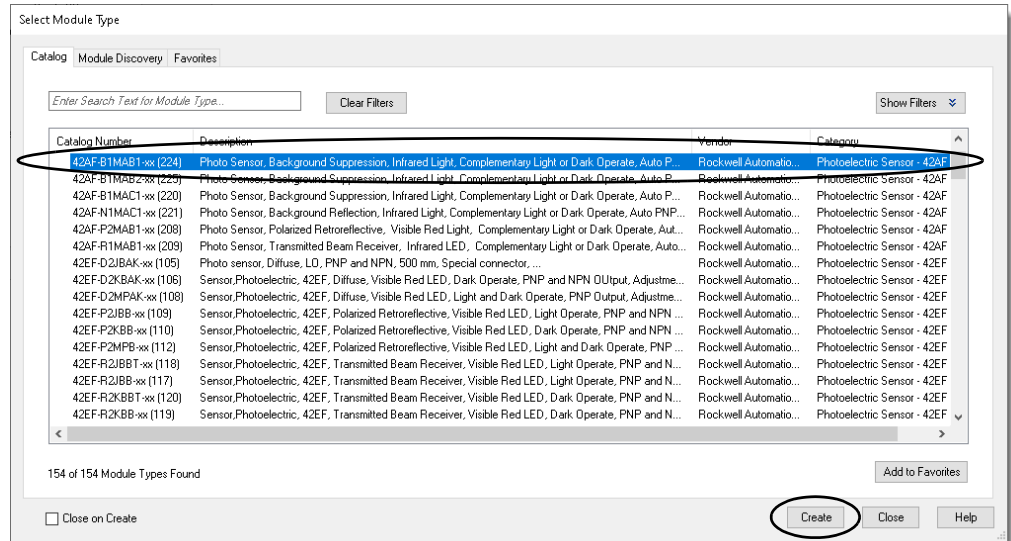 Select Module Type
Catalog Module Discovery Favorites
Enter Search Text for Module Type... Clear Filters Show Filters
Catalog Number Description Vendor Category
42AF-B1MAB1-xx (224) Photo Sensor, Background Suppression, Infrared Light, Complementary Light or Dark Operate, Auto P... Rockwell Automatio... Photoelectric Sensor - 42AF
42AF-B1MAB2-xx (225) Photo Sensor, Background Suppression, Infrared Light, Complementary Light or Dark Operate, Auto P... Rockwell Automatio... Photoelectric Sensor - 42AF
42AF-B1MAC1-xx (220) Photo Sensor, Background Suppression, Infrared Light, Complementary Light or Dark Operate, Auto P... Rockwell Automatio... Photoelectric Sensor - 42AF
42AF-N1MAC1-xx (221) Photo Sensor, Background Reflection, Infrared Light, Complementary Light or Dark Operate, Auto PNP... Rockwell Automatio... Photoelectric Sensor - 42AF
42AF-P2MAB1-xx (208) Photo Sensor, Polarized Retroreflective, Visible Red Light, Complementary Light or Dark Operate, Aut... Rockwell Automatio... Photoelectric Sensor - 42AF
42AF-R1MAB1-xx (209) Photo Sensor, Transmitted Beam Receiver, Infrared LED, Complementary Light or Dark Operate, Auto... Rockwell Automatio... Photoelectric Sensor - 42AF
42EF-D2JBAK-xx (105) Photo sensor, Diffuse, LO, PNP and NPN, 500 mm, Special connector, ... Rockwell Automatio... Photoelectric Sensor - 42EF
42EF-D2KBAK-xx (106) Sensor,Photoelectric, 42EF, Diffuse, Visible Red LED, Dark Operate, PNP and NPN OUtput, Adjustme... Rockwell Automatio... Photoelectric Sensor - 42EF
42EF-D2MPAK-xx (108) Sensor,Photoelectric, 42EF, Diffuse, Visible Red LED, Light and Dark Operate, PNP Output, Adjustme... Rockwell Automatio... Photoelectric Sensor - 42EF
42EF-P2JBB-xx (109) Sensor,Photoelectric, 42EF, Polarized Retroreflective, Visible Red LED, Light Operate, PNP and NPN ... Rockwell Automatio... Photoelectric Sensor - 42EF
42EF-P2KBB-xx (110) Sensor,Photoelectric, 42EF, Polarized Retroreflective, Visible Red LED, Dark Operate, PNP and NPN ... Rockwell Automatio... Photoelectric Sensor - 42EF
42EF-P2MPB-xx (112) Sensor,Photoelectric, 42EF, Polarized Retroreflective, Visible Red LED, Light and Dark Operate, PNP ... Rockwell Automatio... Photoelectric Sensor - 42EF
42EF-R2JBBT-xx (118) Sensor,Photoelectric, 42EF, Transmitted Beam Receiver, Visible Red LED, Light Operate, PNP and N... Rockwell Automatio... Photoelectric Sensor - 42EF
42EF-R2JBB-xx (117) Sensor,Photoelectric, 42EF, Transmitted Beam Receiver, Visible Red LED, Light Operate, PNP and N... Rockwell Automatio... Photoelectric Sensor - 42EF
42EF-R2KBBT-xx (120) Sensor,Photoelectric, 42EF, Transmitted Beam Receiver, Visible Red LED, Dark Operate, PNP and N... Rockwell Automatio... Photoelectric Sensor - 42EF
42EF-R2KBB-xx (119) Sensor,Photoelectric, 42EF, Transmitted Beam Receiver, Visible Red LED, Dark Operate, PNP and N... Rockwell Automatio... Photoelectric Sensor - 42EF
154 of 154 Module Types Found Add to Favorites
Close on Create Create Close Help